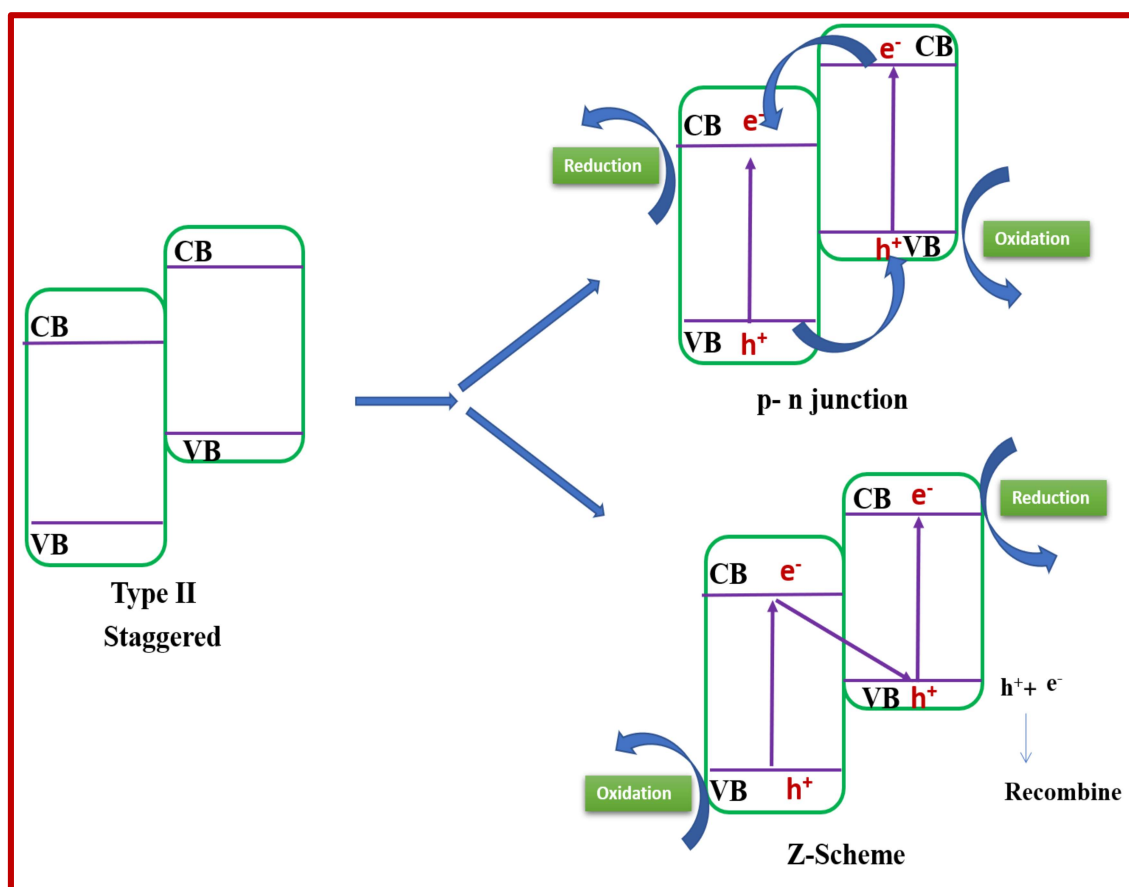 CB
CB
VB
VB
Type II
Staggered
e⁻ CB
CB e⁻
Reduction
h⁺VB
Oxidation
VB h⁺
p- n junction
CB e⁻
Reduction
CB e⁻
VB h⁺
h⁺+ e⁻
Recombine
Oxidation
VB h⁺
Z-Scheme